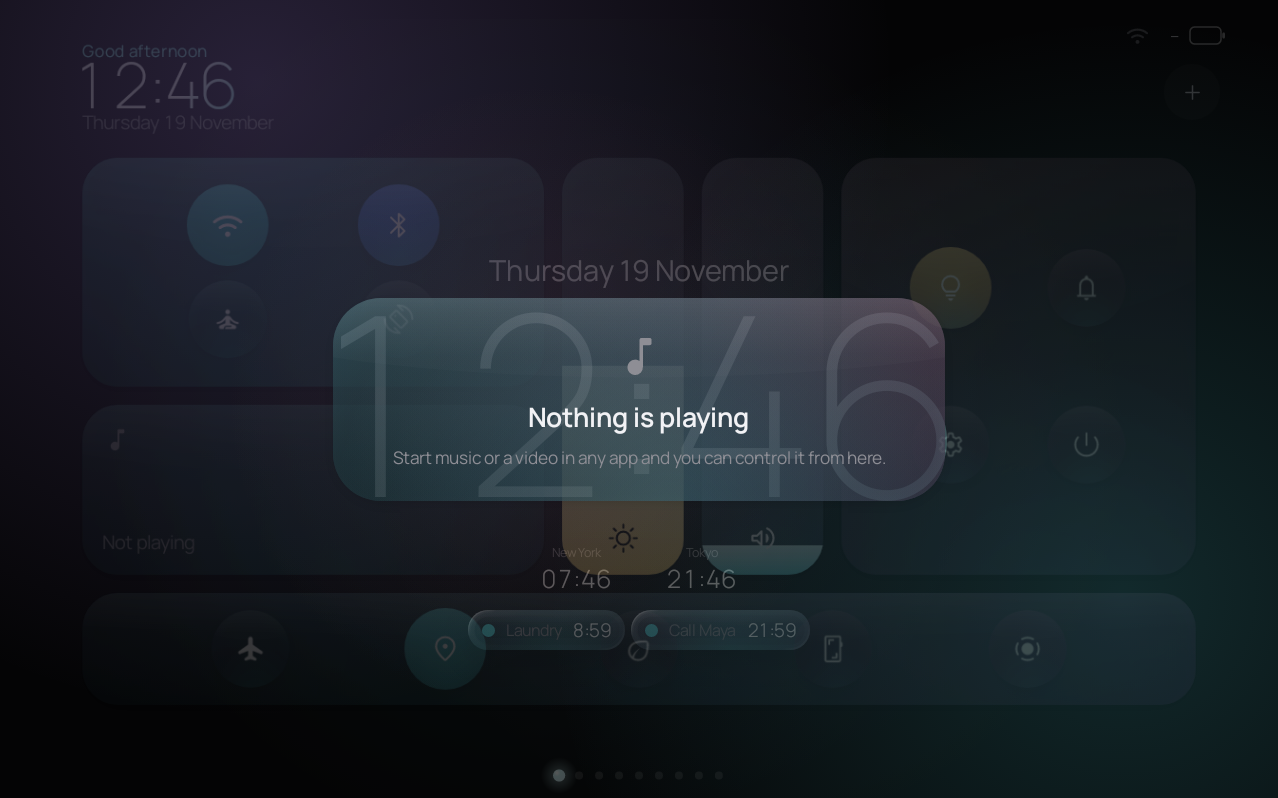 Good afternoon
12:46
Thursday 19 November
Thursday 19 November
12:46
Nothing is playing
Start music or a video in any app and you can control it from here.
Not playing
New York
Tokyo
07:46
21:46
Laundry 8:59
Call Maya 21:59